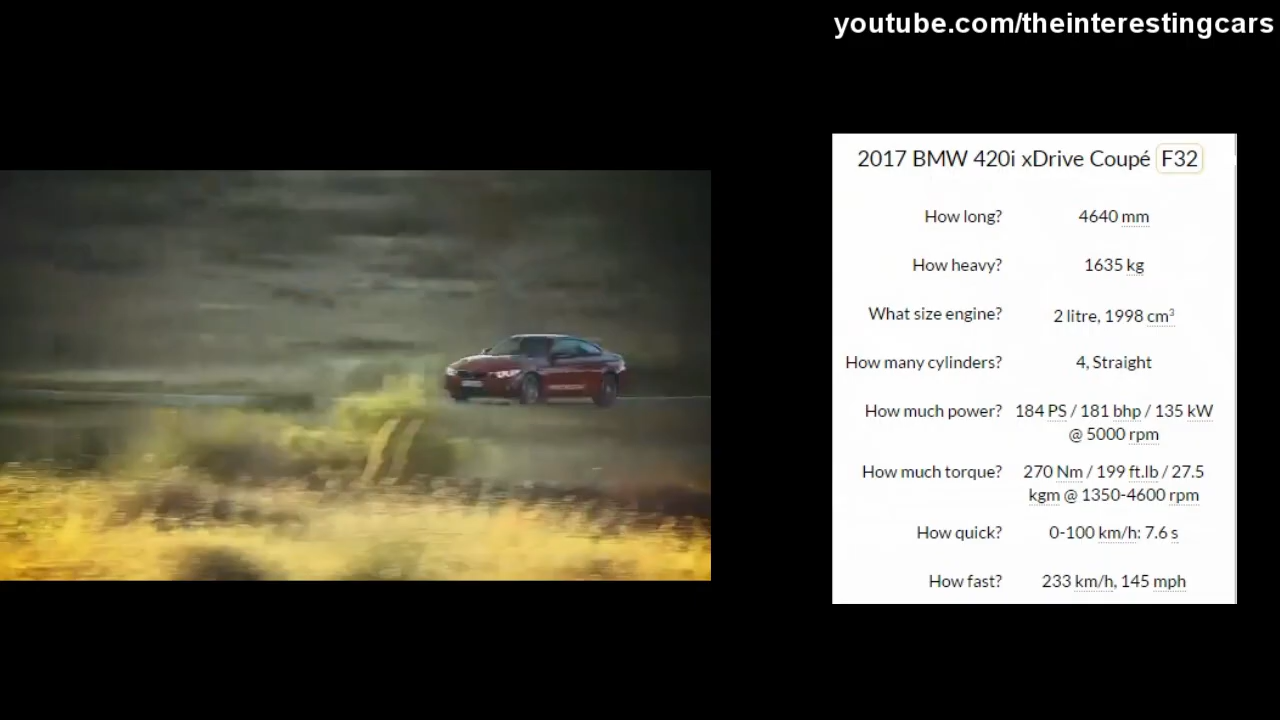 youtube.com/theinterestingcars
2017 BMW 420i xDrive Coupé F32
How long? 4640 mm
How heavy? 1635 kg
What size engine? 2 litre, 1998 cm³
How many cylinders? 4, Straight
How much power? 184 PS / 181 bhp / 135 kW
@ 5000 rpm
How much torque? 270 Nm / 199 ft.lb / 27.5
kgm @ 1350-4600 rpm
How quick? 0-100 km/h: 7.6 s
How fast? 233 km/h, 145 mph